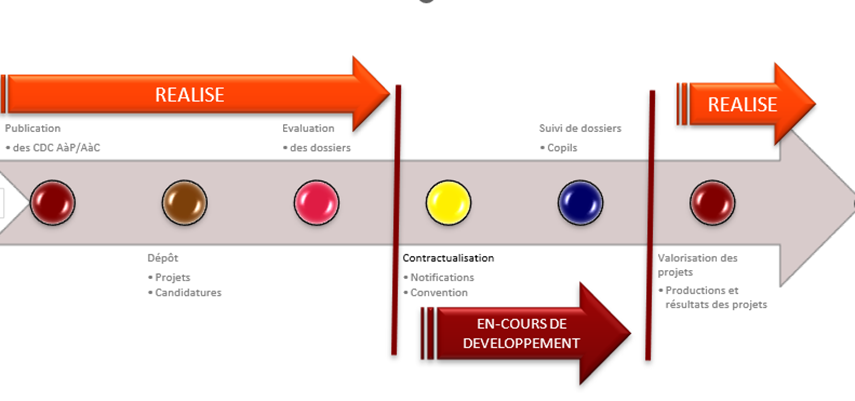 REALISE
REALISE
Publication
• des CDC AàP/AàC
Evaluation
• des dossiers
Suivi de dossiers
• Copils
Dépôt
• Projets
• Candidatures
Contractualisation
• Notifications
• Convention
Valorisation des
projets
• Productions et
résultats des projets
EN-COURS DE
DEVELOPPEMENT